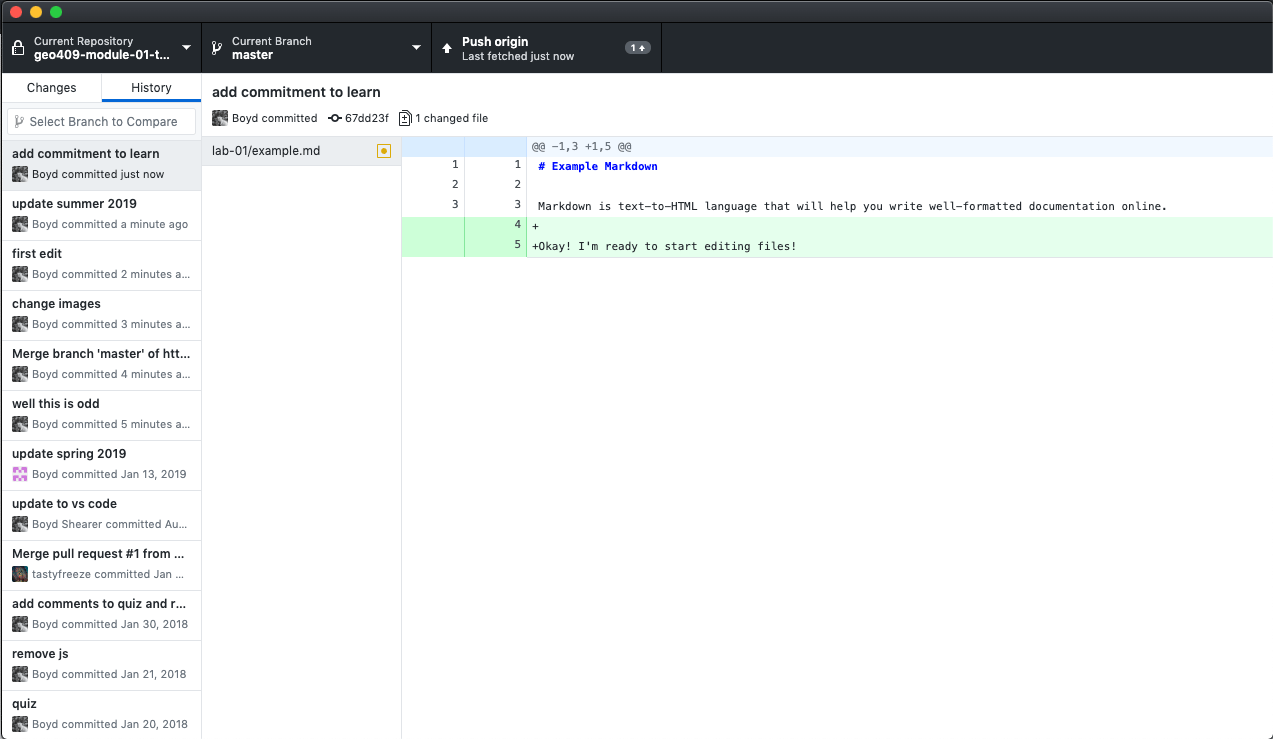 Current Repository
geo409-module-01-t...
Current Branch
master
Push origin
Last fetched just now
1
Changes
History
Select Branch to Compare
add commitment to learn
Boyd committed just now
update summer 2019
Boyd committed a minute ago
first edit
Boyd committed 2 minutes a...
change images
Boyd committed 3 minutes a...
Merge branch 'master' of htt...
Boyd committed 4 minutes a...
well this is odd
Boyd committed 5 minutes a...
update spring 2019
Boyd committed Jan 13, 2019
update to vs code
Boyd Shearer committed Au...
Merge pull request #1 from ...
tastyfreeze committed Jan ...
add comments to quiz and r...
Boyd committed Jan 30, 2018
remove js
Boyd committed Jan 21, 2018
quiz
Boyd committed Jan 20, 2018
add commitment to learn
Boyd committed 67dd23f 1 changed file
lab-01/example.md
@@ -1,3 +1,5 @@
1 1 # Example Markdown
2 2
3 3 Markdown is text-to-HTML language that will help you write well-formatted documentation online.
4 +
5 +Okay! I'm ready to start editing files!